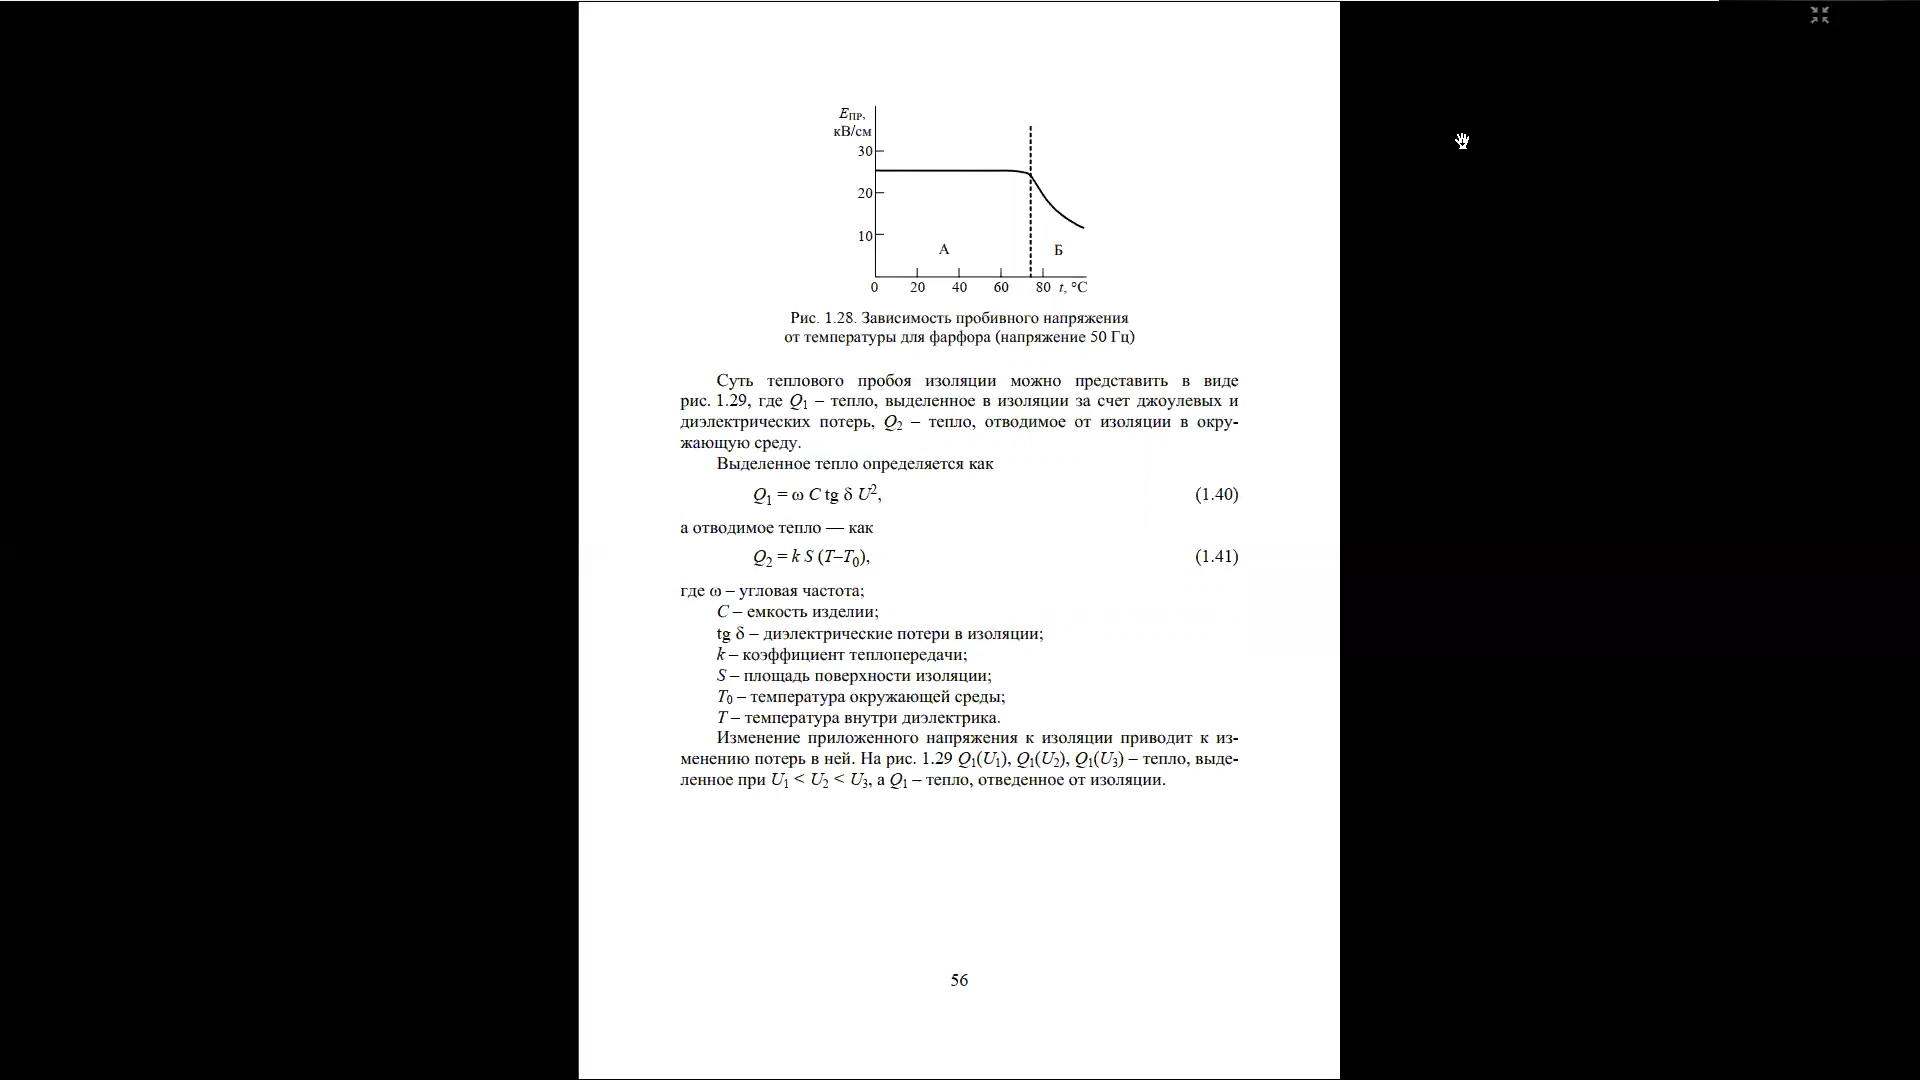 Eпр,
кВ/см
30
20
10
А
Б
0 20 40 60 80 t, °C
Рис. 1.28. Зависимость пробивного напряжения
от температуры для фарфора (напряжение 50 Гц)
Суть теплового пробоя изоляции можно представить в виде
рис. 1.29, где Q1 – тепло, выделенное в изоляции за счет джоулевых и
диэлектрических потерь, Q2 – тепло, отводимое от изоляции в окру-
жающую среду.
Выделенное тепло определяется как
Q1 = ω C tg δ U², (1.40)
а отводимое тепло — как
Q2 = k S (T–T0), (1.41)
где ω – угловая частота;
C – емкость изделии;
tg δ – диэлектрические потери в изоляции;
k – коэффициент теплопередачи;
S – площадь поверхности изоляции;
T0 – температура окружающей среды;
T – температура внутри диэлектрика.
Изменение приложенного напряжения к изоляции приводит к из-
менению потерь в ней. На рис. 1.29 Q1(U1), Q1(U2), Q1(U3) – тепло, выде-
ленное при U1 < U2 < U3, а Q1 – тепло, отведенное от изоляции.
56